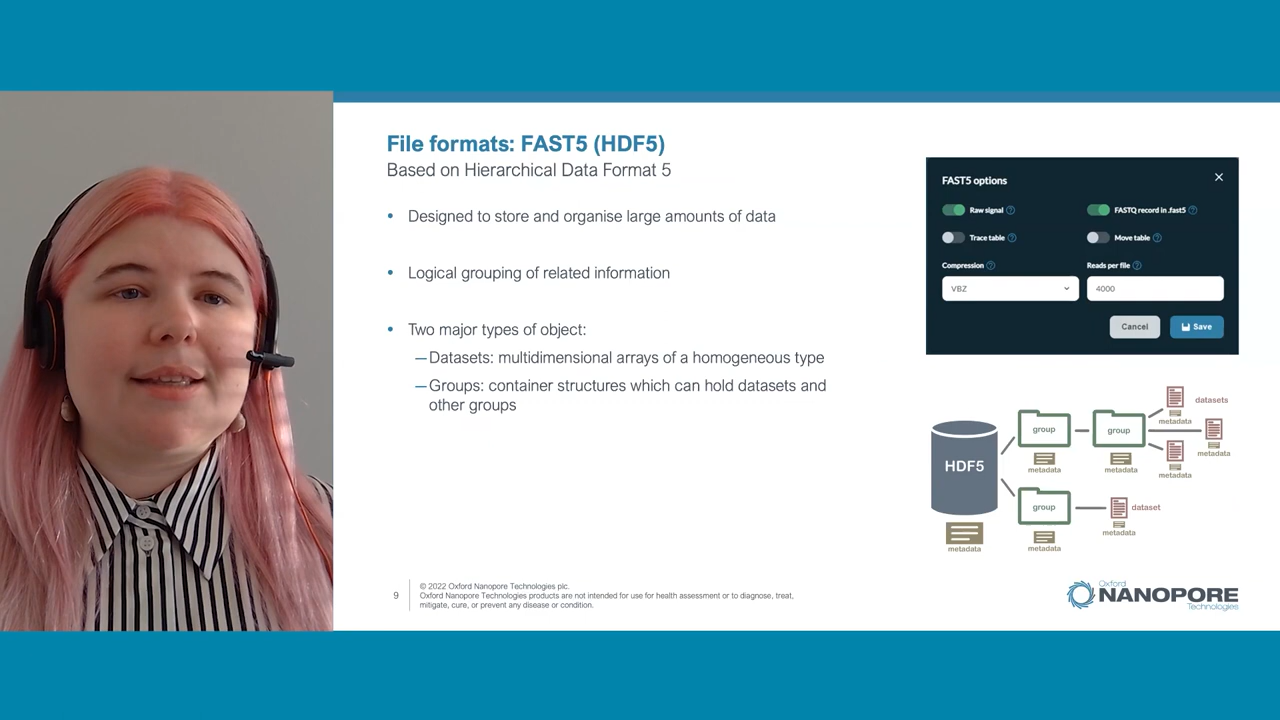 File formats: FAST5 (HDF5)
Based on Hierarchical Data Format 5
• Designed to store and organise large amounts of data
• Logical grouping of related information
• Two major types of object:
—Datasets: multidimensional arrays of a homogeneous type
—Groups: container structures which can hold datasets and
other groups
FAST5 options
Raw signal
FASTQ record in .fast5
Trace table
Move table
Compression
Reads per file
VBZ
4000
Cancel
Save
HDF5
metadata
group
metadata
group
metadata
datasets
metadata
metadata
metadata
group
metadata
dataset
metadata
9
© 2022 Oxford Nanopore Technologies plc.
Oxford Nanopore Technologies products are not intended for use for health assessment or to diagnose, treat,
mitigate, cure, or prevent any disease or condition.
Oxford
NANOPORE
Technologies